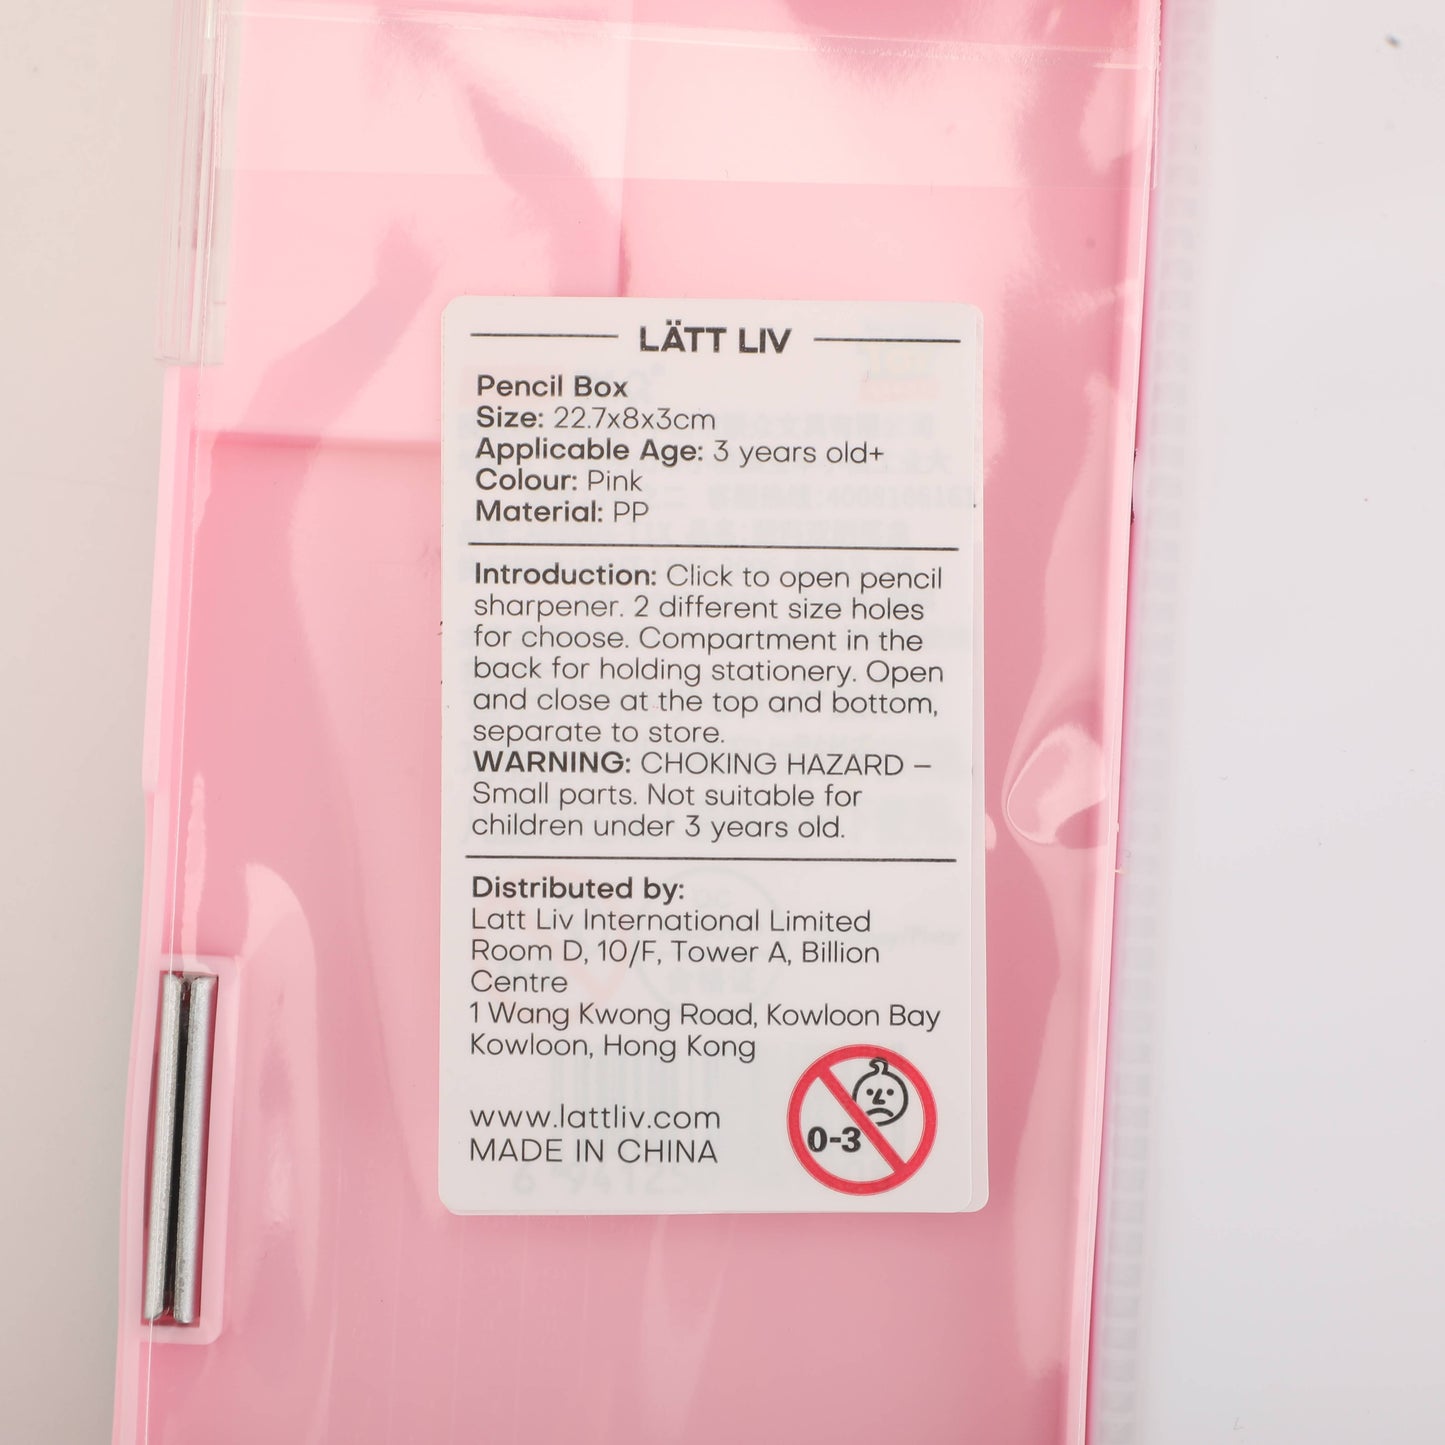 LÄTT LIV
Pencil Box
Size: 22.7x8x3cm
Applicable Age: 3 years old+
Colour: Pink
Material: PP
Introduction: Click to open pencil
sharpener. 2 different size holes
for choose. Compartment in the
back for holding stationery. Open
and close at the top and bottom,
separate to store.
WARNING: CHOKING HAZARD –
Small parts. Not suitable for
children under 3 years old.
Distributed by:
Latt Liv International Limited
Room D, 10/F, Tower A, Billion
Centre
1 Wang Kwong Road, Kowloon Bay
Kowloon, Hong Kong
www.lattliv.com
MADE IN CHINA
0-3